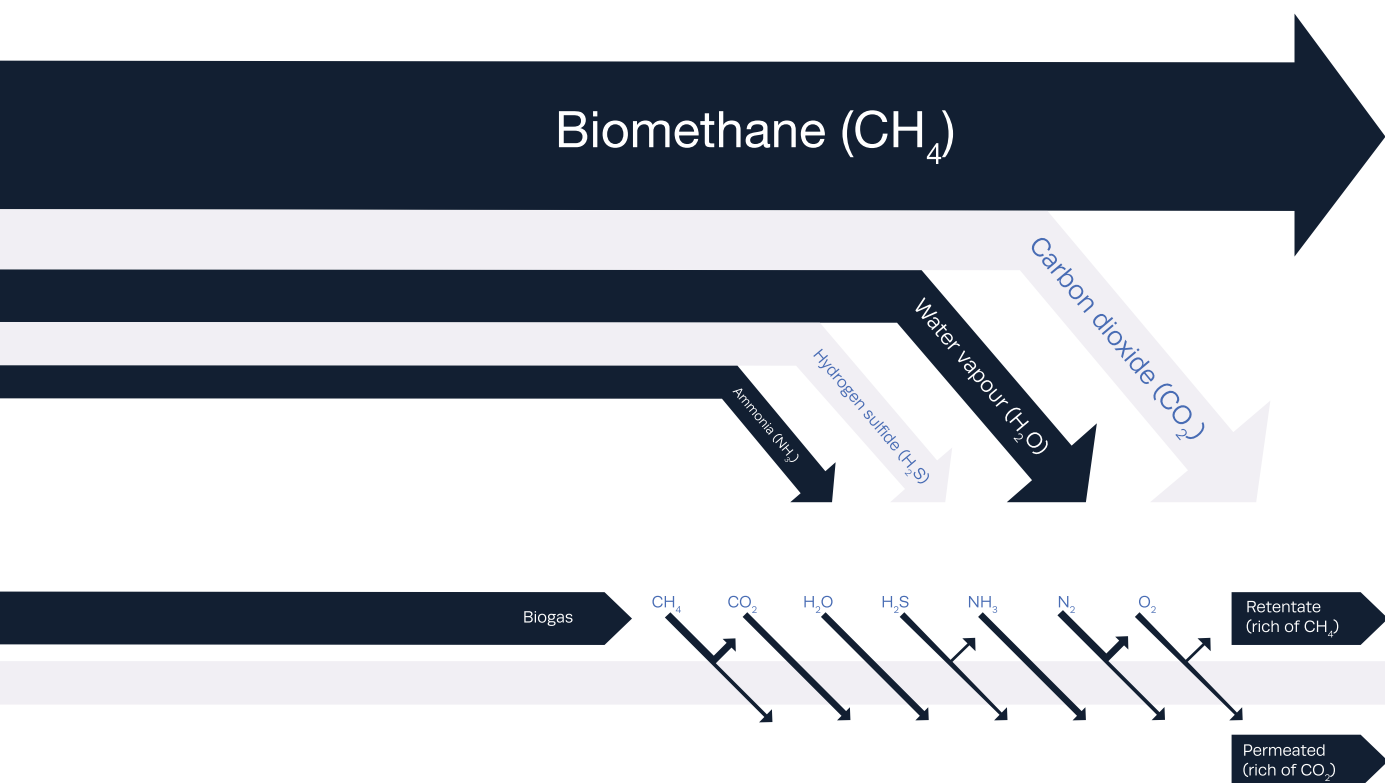 Biomethane (CH₄)
Carbon dioxide (CO₂)
Water vapour (H₂O)
Hydrogen sulfide (H₂S)
Ammonia (NH₃)
Biogas
CH₄
CO₂
H₂O
H₂S
NH₃
N₂
O₂
Retentate
(rich of CH₄)
Permeated
(rich of CO₂)